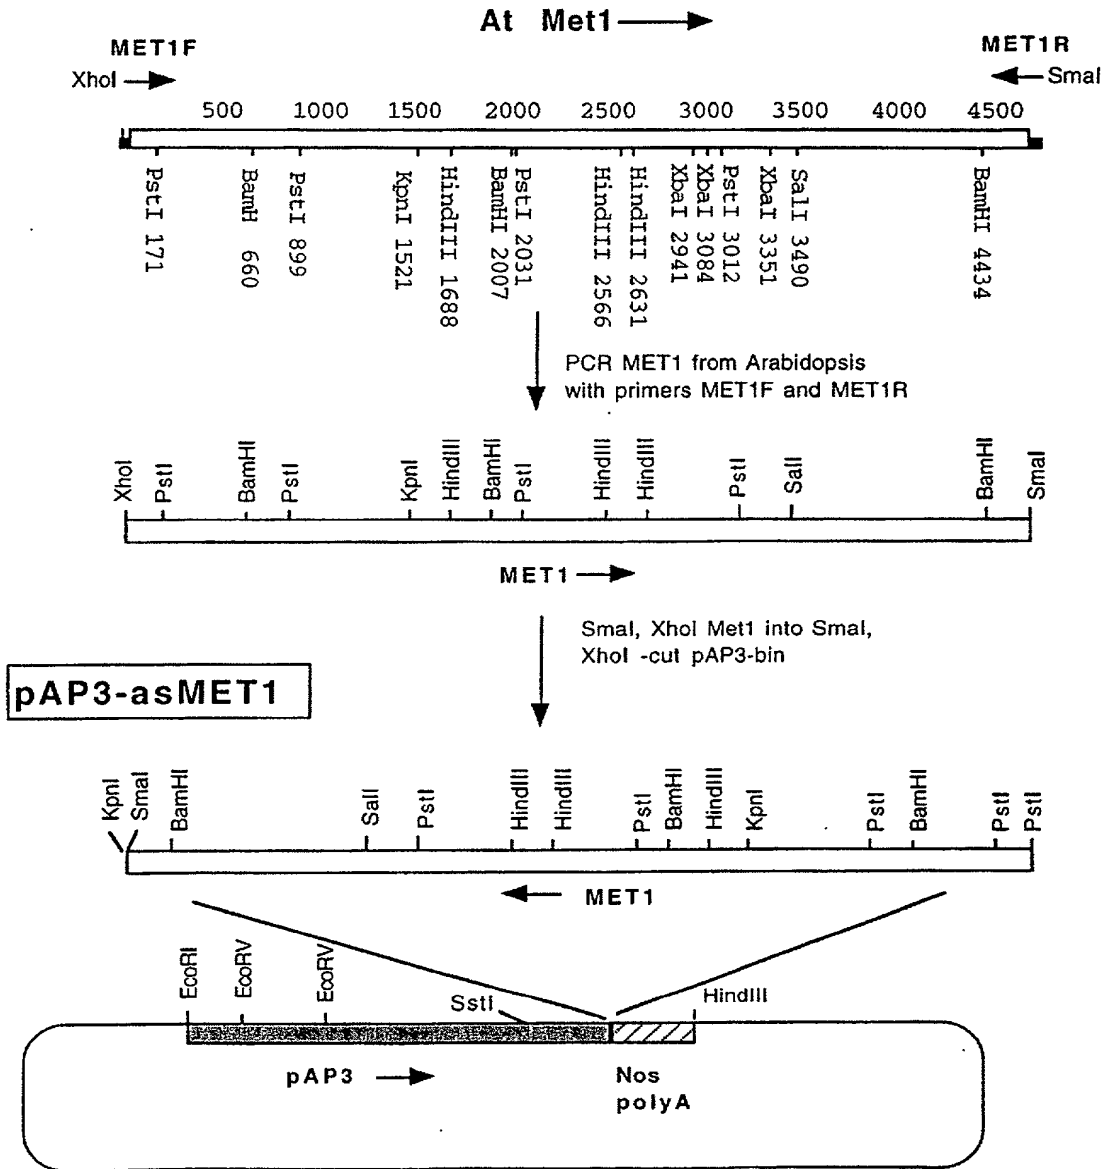 At Met1
MET1F
MET1R
XhoI
SmaI
500 1000 1500 2000 2500 3000 3500 4000 4500
PstI 171
BamH 660
PstI 899
KpnI 1521
HindIII 1688
BamHI 2007
PstI 2031
HindIII 2566
HindIII 2631
XbaI 2941
XbaI 3084
PstI 3012
XbaI 3351
SalI 3490
BamHI 4434
PCR MET1 from Arabidopsis
with primers MET1F and MET1R
XhoI
PstI
BamHI
PstI
KpnI
HindIII
BamHI
PstI
HindIII
HindIII
PstI
SalI
BamHI
SmaI
MET1
SmaI, XhoI Met1 into SmaI,
XhoI -cut pAP3-bin
pAP3-asMET1
KpnI
SmaI
BamHI
SalI
PstI
HindIII
HindIII
PstI
BamHI
HindIII
KpnI
PstI
BamHI
PstI
PstI
MET1
EcoRI
EcoRV
EcoRV
SstI
HindIII
pAP3
Nos
polyA